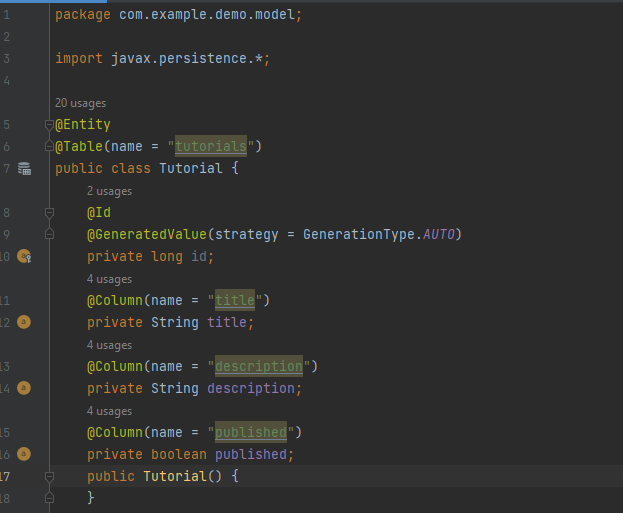 1 package com.example.demo.model;
2
3 import javax.persistence.*;
4
20 usages
5 @Entity
6 @Table(name = "tutorials")
7 public class Tutorial {
2 usages
8 @Id
9 @GeneratedValue(strategy = GenerationType.AUTO)
10 private long id;
4 usages
11 @Column(name = "title")
12 private String title;
4 usages
13 @Column(name = "description")
14 private String description;
4 usages
15 @Column(name = "published")
16 private boolean published;
17 public Tutorial() {
18 }